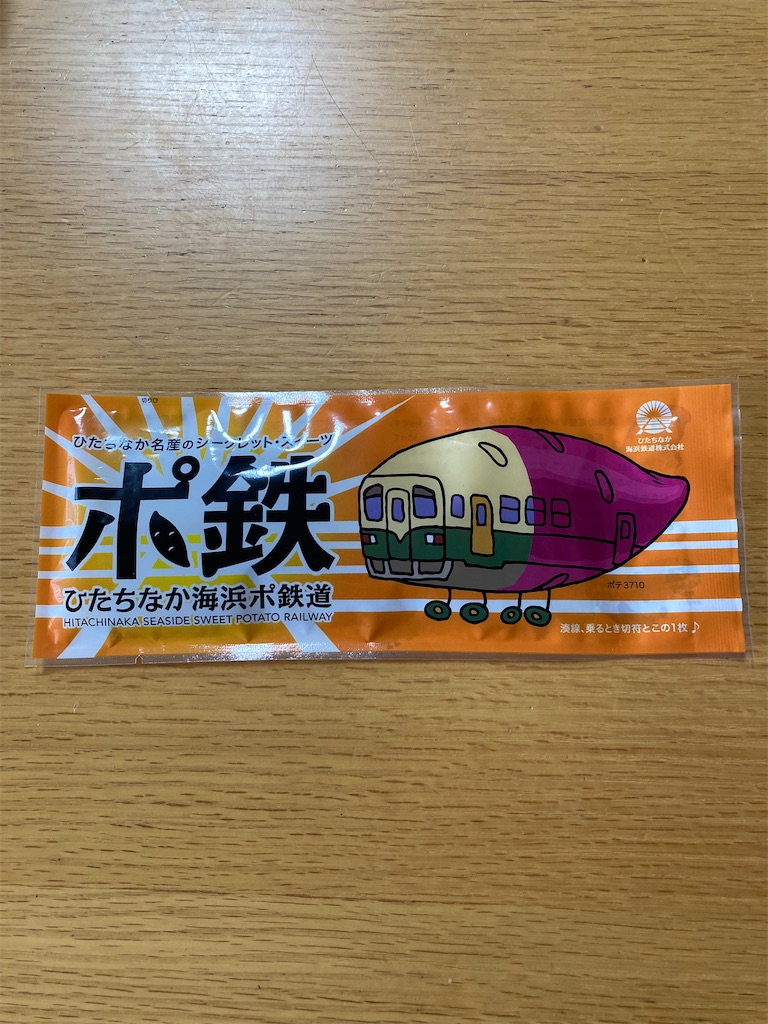 切り口
ひたちなか名産のシークレット・スイーツ
ポ鉄
ひたちなか海浜ポ鉄道
HITACHINAKA SEASIDE SWEET POTATO RAILWAY
ひたちなか
海浜鉄道株式会社
ポテ3710
湊線、乗るとき切符とこの1枚♪